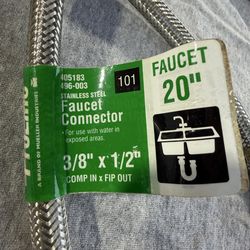 PROLINE
A BRAND OF MUELLER INDUSTRIES
405183
496-003
101
STAINLESS STEEL
Faucet
Connector
• For use with water in
exposed areas.
3/8" x 1/2"
COMP IN x FIP OUT
FAUCET
20"